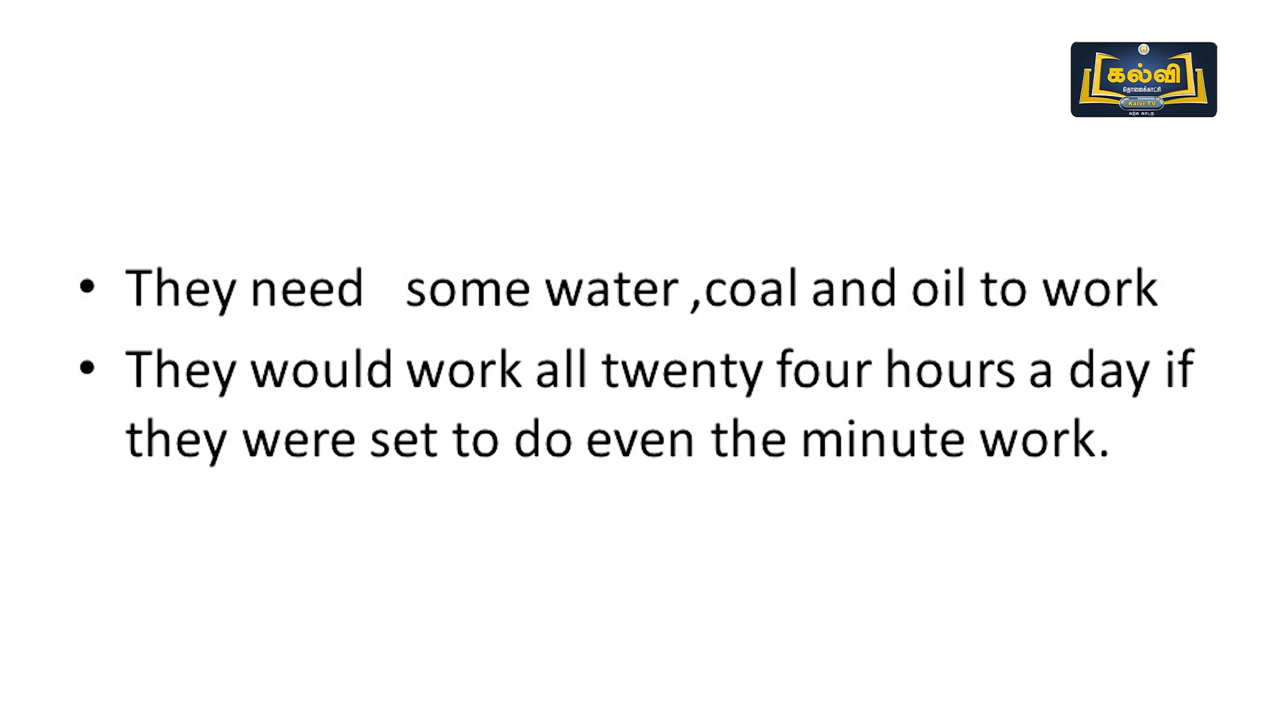 கல்வி
தொலைக்காட்சி
Kalvi TV
• They need   some water ,coal and oil to work
• They would work all twenty four hours a day if
they were set to do even the minute work.